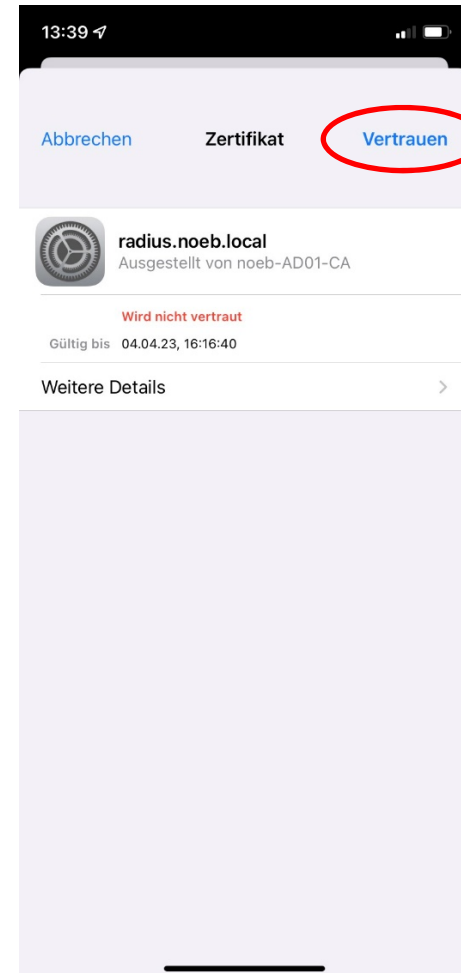 13:39
Abbrechen Zertifikat Vertrauen
radius.noeb.local
Ausgestellt von noeb-AD01-CA
Wird nicht vertraut
Gültig bis 04.04.23, 16:16:40
Weitere Details